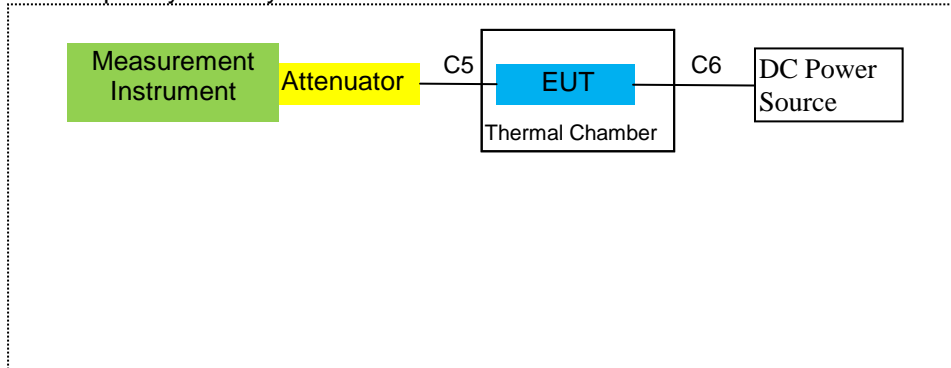 Measurement
Instrument
Attenuator
C5
EUT
Thermal Chamber
C6
DC Power
Source